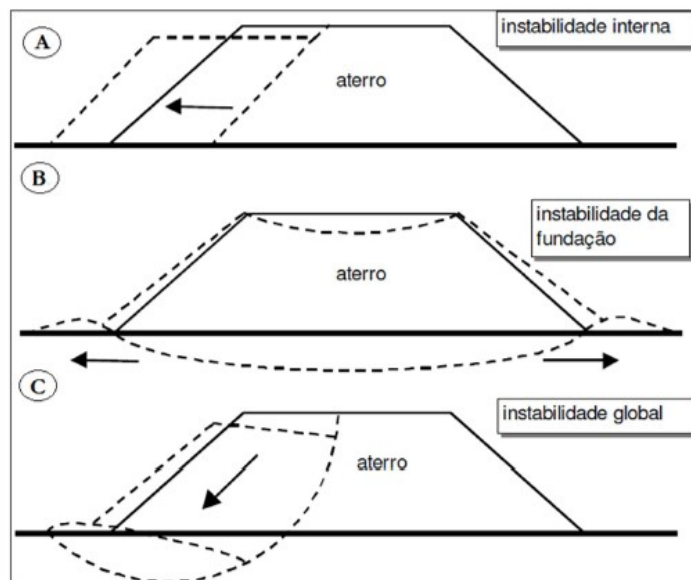 A
instabilidade interna
aterro
B
instabilidade da
fundação
aterro
C
instabilidade global
aterro